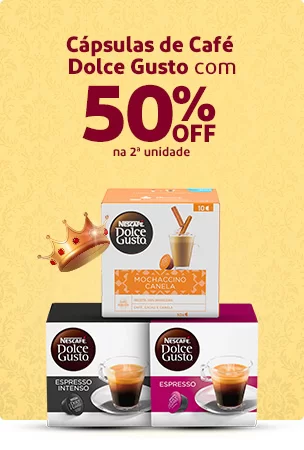 Cápsulas de Café
Dolce Gusto com
50%
OFF
na 2ª unidade
NESCAFÉ
Dolce
Gusto
MOCHACCINO
CANELA
NESCAFÉ
Dolce
Gusto
ESPRESSO
INTENSO
NESCAFÉ
Dolce
Gusto
ESPRESSO